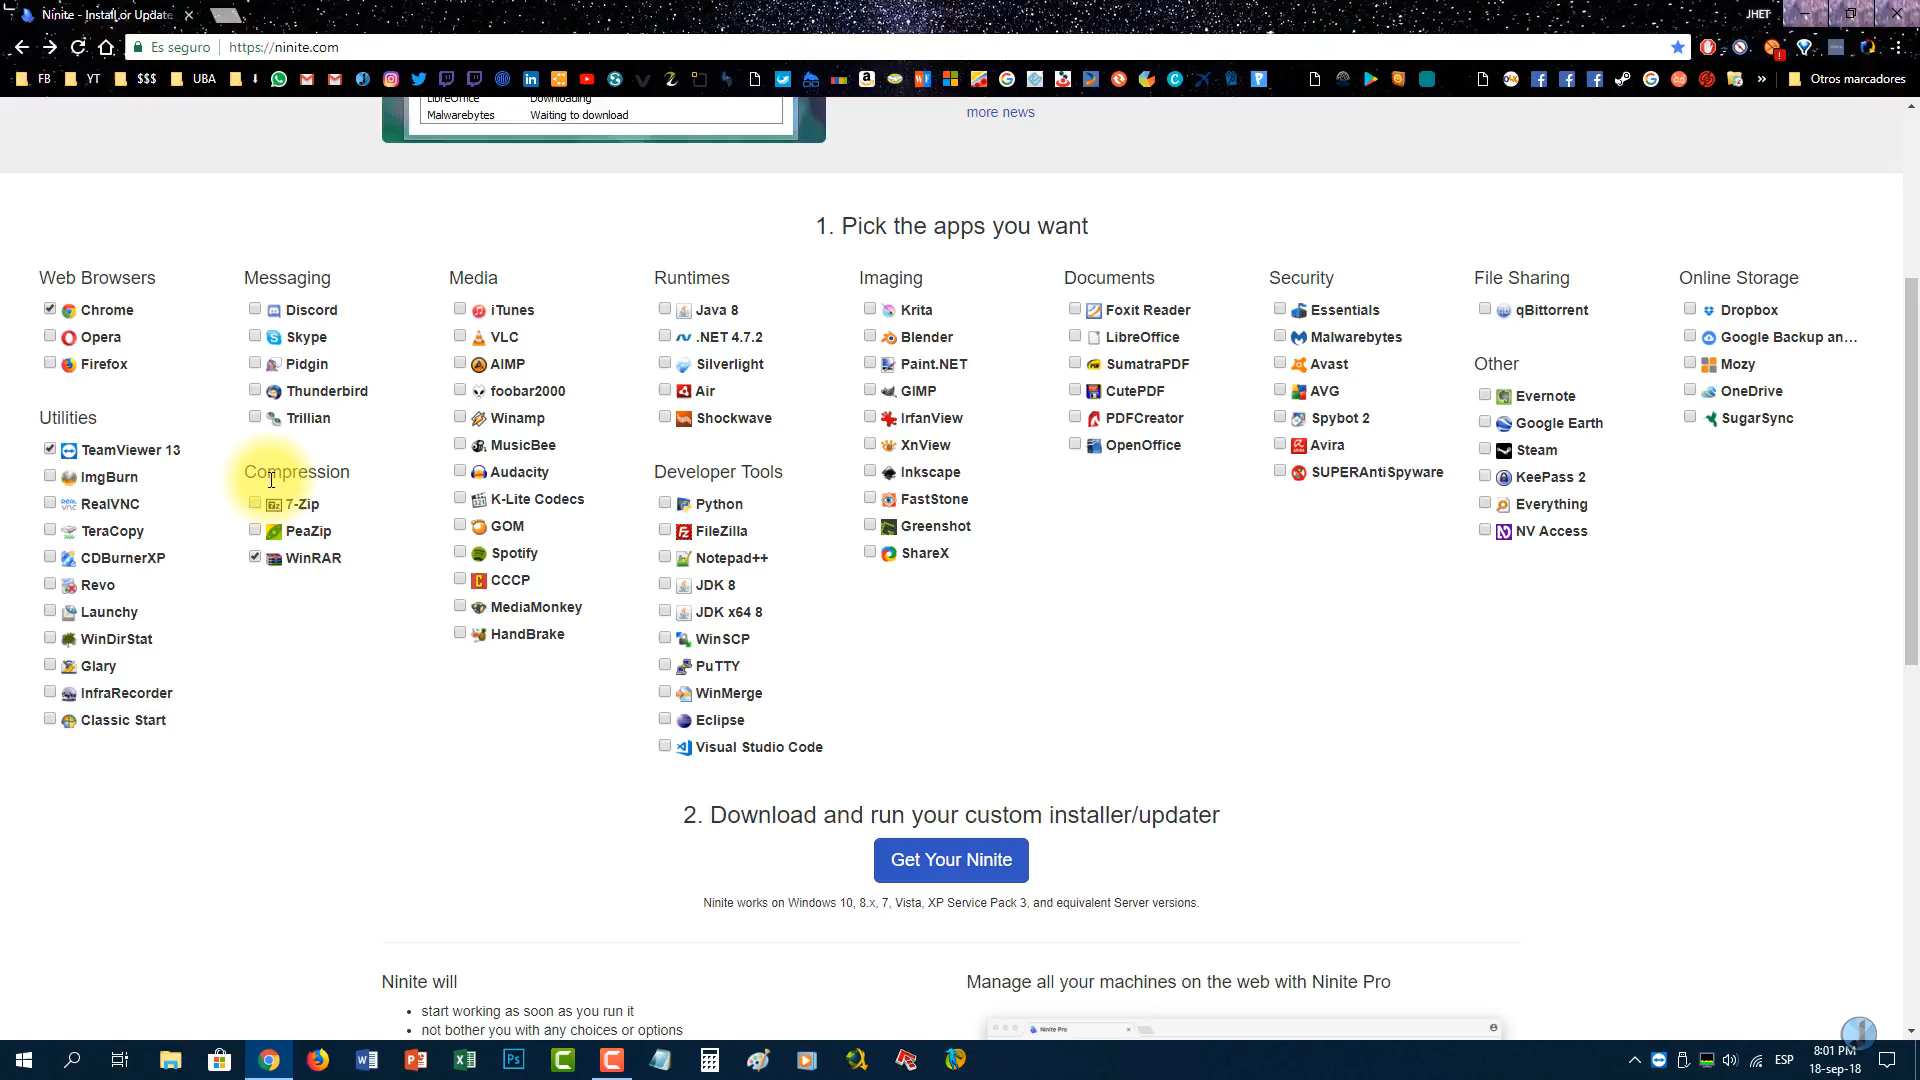 Ninite - Install or Update
JHET
Es seguro
https://ninite.com
FB
YT
$$$
UBA
Otros marcadores
LibreOffice Downloading
Malwarebytes Waiting to download
more news
1. Pick the apps you want
Web Browsers
Chrome
Opera
Firefox
Utilities
TeamViewer 13
ImgBurn
RealVNC
TeraCopy
CDBurnerXP
Revo
Launchy
WinDirStat
Glary
InfraRecorder
Classic Start
Messaging
Discord
Skype
Pidgin
Thunderbird
Trillian
Compression
7-Zip
PeaZip
WinRAR
Media
iTunes
VLC
AIMP
foobar2000
Winamp
MusicBee
Audacity
K-Lite Codecs
GOM
Spotify
CCCP
MediaMonkey
HandBrake
Runtimes
Java 8
.NET 4.7.2
Silverlight
Air
Shockwave
Developer Tools
Python
FileZilla
Notepad++
JDK 8
JDK x64 8
WinSCP
PuTTY
WinMerge
Eclipse
Visual Studio Code
Imaging
Krita
Blender
Paint.NET
GIMP
IrfanView
XnView
Inkscape
FastStone
Greenshot
ShareX
Documents
Foxit Reader
LibreOffice
SumatraPDF
CutePDF
PDFCreator
OpenOffice
Security
Essentials
Malwarebytes
Avast
AVG
Spybot 2
Avira
SUPERAntiSpyware
File Sharing
qBittorrent
Other
Evernote
Google Earth
Steam
KeePass 2
Everything
NV Access
Online Storage
Dropbox
Google Backup an...
Mozy
OneDrive
SugarSync
2. Download and run your custom installer/updater
Get Your Ninite
Ninite works on Windows 10, 8.x, 7, Vista, XP Service Pack 3, and equivalent Server versions.
Ninite will
• start working as soon as you run it
• not bother you with any choices or options
Manage all your machines on the web with Ninite Pro
Ninite Pro
ESP
8:01 PM
18-sep-18